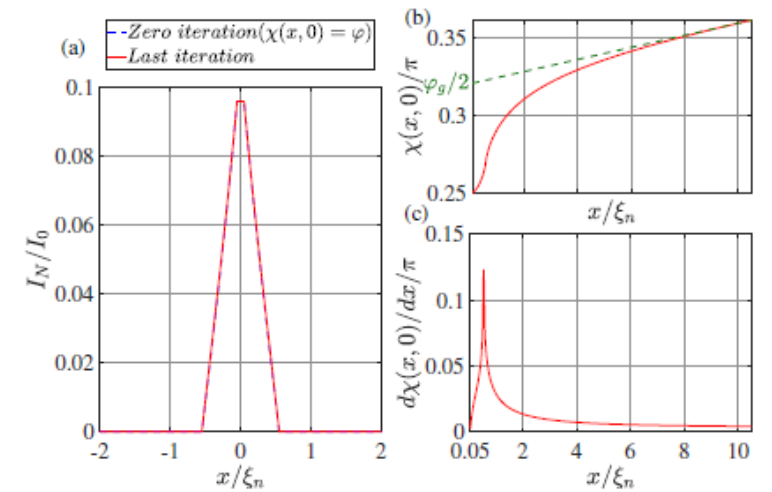 (a)
Zero iteration(χ(x, 0) = φ)
Last iteration
0.1
0.08
0.06
0.04
0.02
0
I_N/I_0
-2 -1 0 1 2
x/ξ_n
(b)
0.35
φ_g/2
0.3
0.25
χ(x, 0)/π
x/ξ_n
(c)
0.15
0.1
0.05
0
dχ(x, 0)/dx/π
0.05 2 4 6 8 10
x/ξ_n